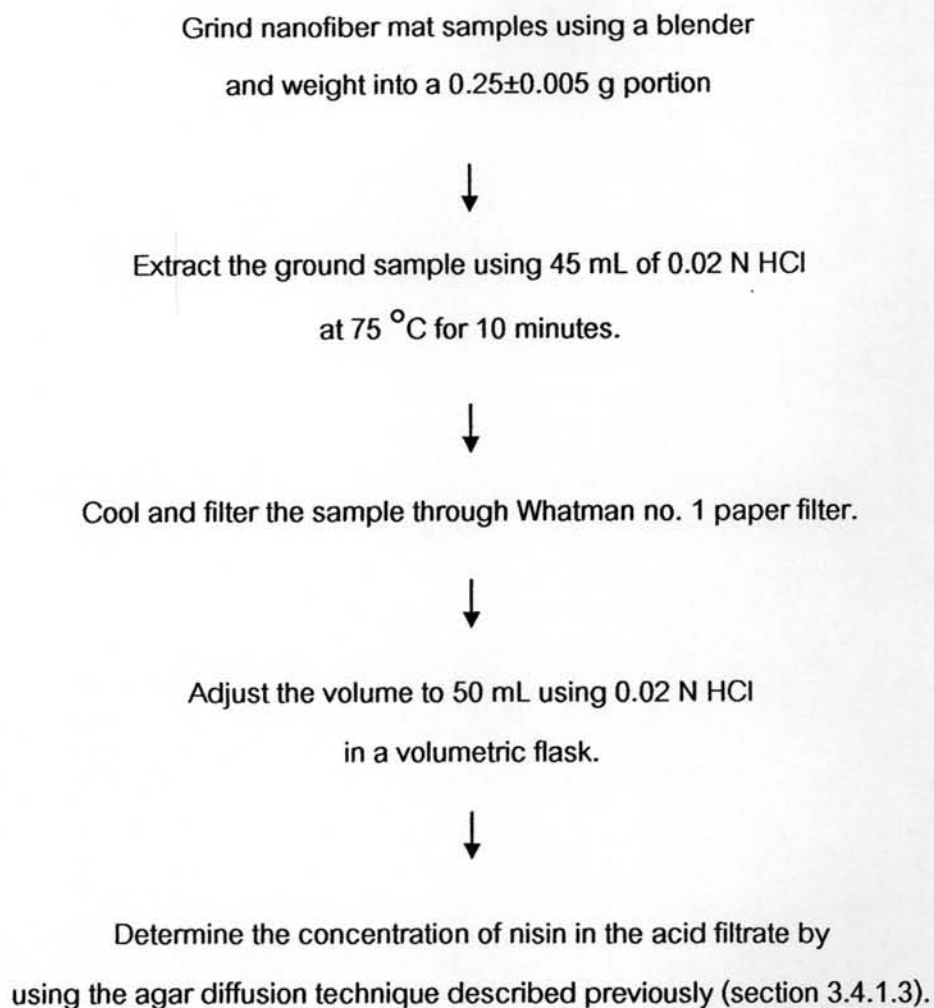 Grind nanofiber mat samples using a blender
and weight into a 0.25±0.005 g portion
↓
Extract the ground sample using 45 mL of 0.02 N HCl
at 75 °C for 10 minutes.
↓
Cool and filter the sample through Whatman no. 1 paper filter.
↓
Adjust the volume to 50 mL using 0.02 N HCl
in a volumetric flask.
↓
Determine the concentration of nisin in the acid filtrate by
using the agar diffusion technique described previously (section 3.4.1.3).